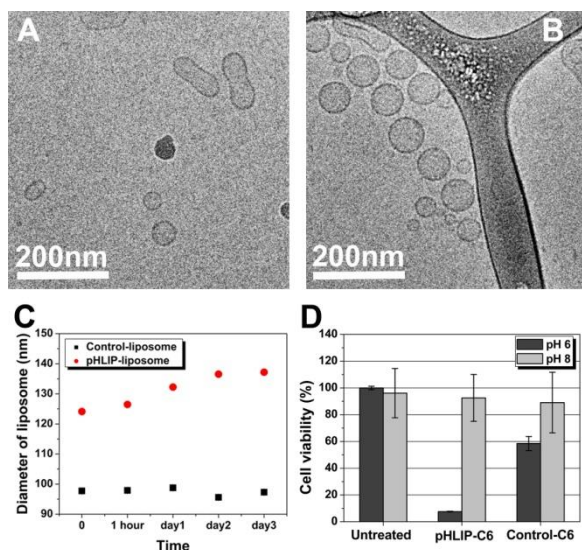 A
200nm
B
200nm
C
Diameter of liposome (nm)
150
140
130
120
110
100
90
Control-liposome
pHLIP-liposome
0 1 hour day1 day2 day3
Time
D
Cell viability (%)
140
120
100
80
60
40
20
0
pH 6
pH 8
Untreated pHLIP-C6 Control-C6